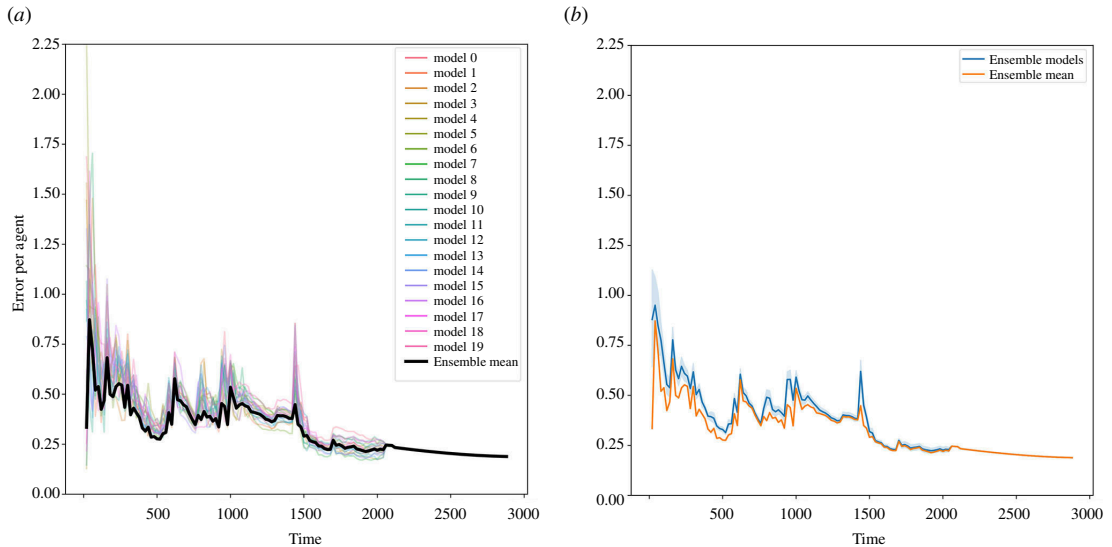 (a)
2.25
2.00
1.75
1.50
1.25
1.00
0.75
0.50
0.25
0.00
Error per agent
500
1000
1500
2000
2500
3000
Time
model 0
model 1
model 2
model 3
model 4
model 5
model 6
model 7
model 8
model 9
model 10
model 11
model 12
model 13
model 14
model 15
model 16
model 17
model 18
model 19
Ensemble mean
(b)
2.25
2.00
1.75
1.50
1.25
1.00
0.75
0.50
0.25
0.00
500
1000
1500
2000
2500
3000
Time
Ensemble models
Ensemble mean